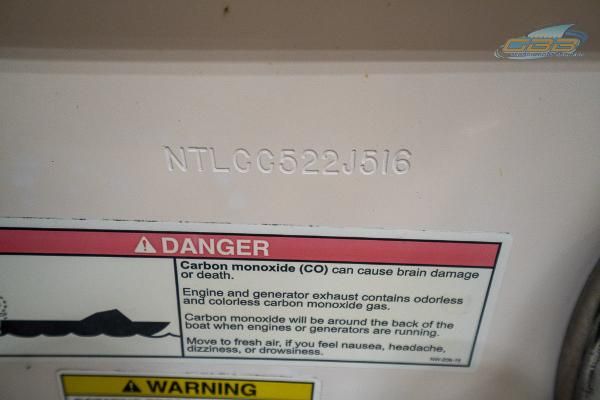 CBB
NTLCC522J516
DANGER
Carbon monoxide (CO) can cause brain damage
or death.
Engine and generator exhaust contains odorless
and colorless carbon monoxide gas.
Carbon monoxide will be around the back of the
boat when engines or generators are running.
Move to fresh air, if you feel nausea, headache,
dizziness, or drowsiness.
WARNING